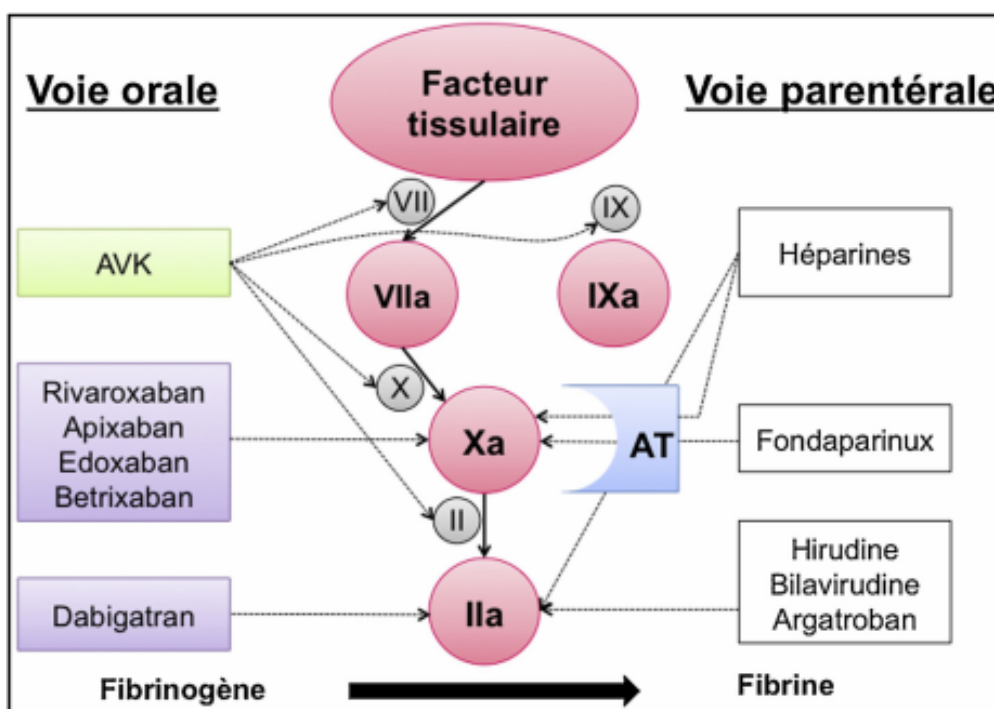 Voie orale
Facteur
tissulaire
Voie parentérale
VII
IX
AVK
VIIa
IXa
Héparines
Rivaroxaban
Apixaban
Edoxaban
Betrixaban
X
Xa
AT
Fondaparinux
II
Dabigatran
IIa
Hirudine
Bilavirudine
Argatroban
Fibrinogène
Fibrine